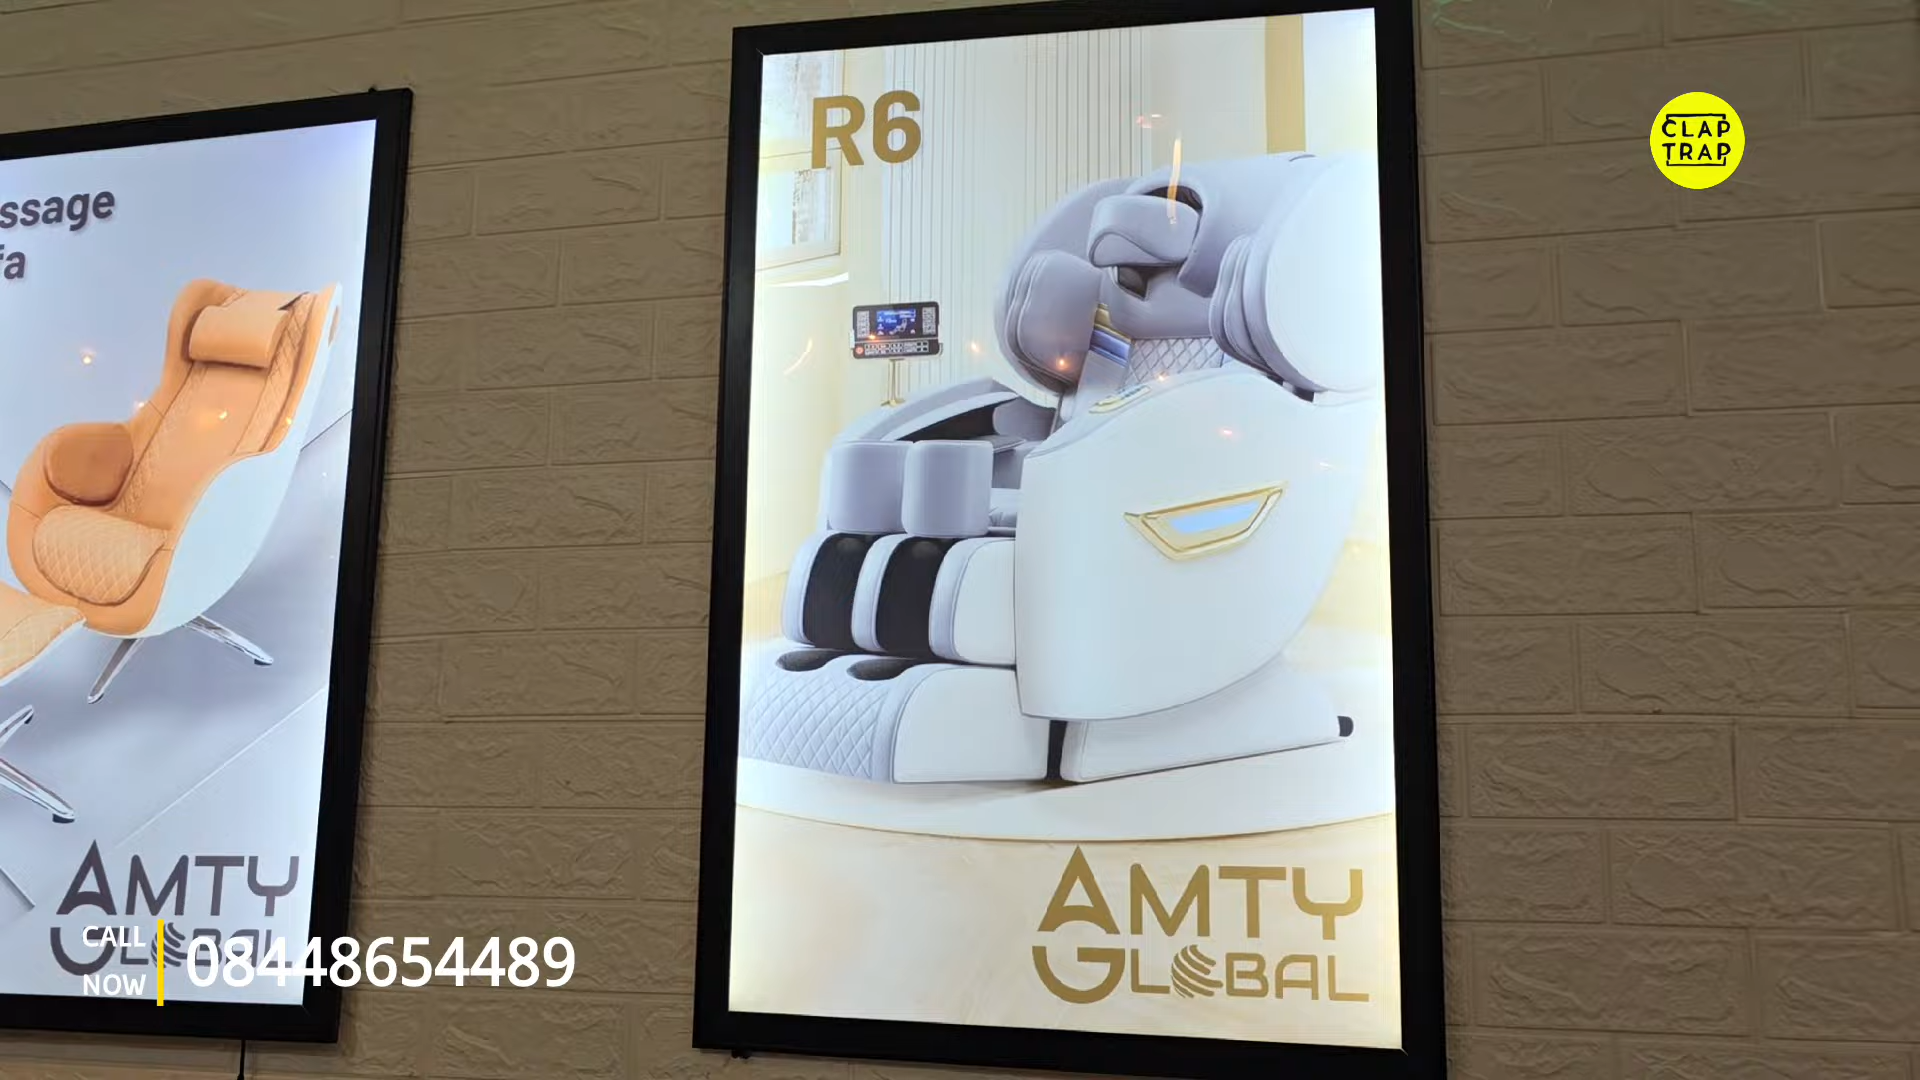 ssage
fa
AMTY
GLOBAL
CALL
NOW
08448654489
R6
AMTY
GLOBAL
CLAP
TRAP